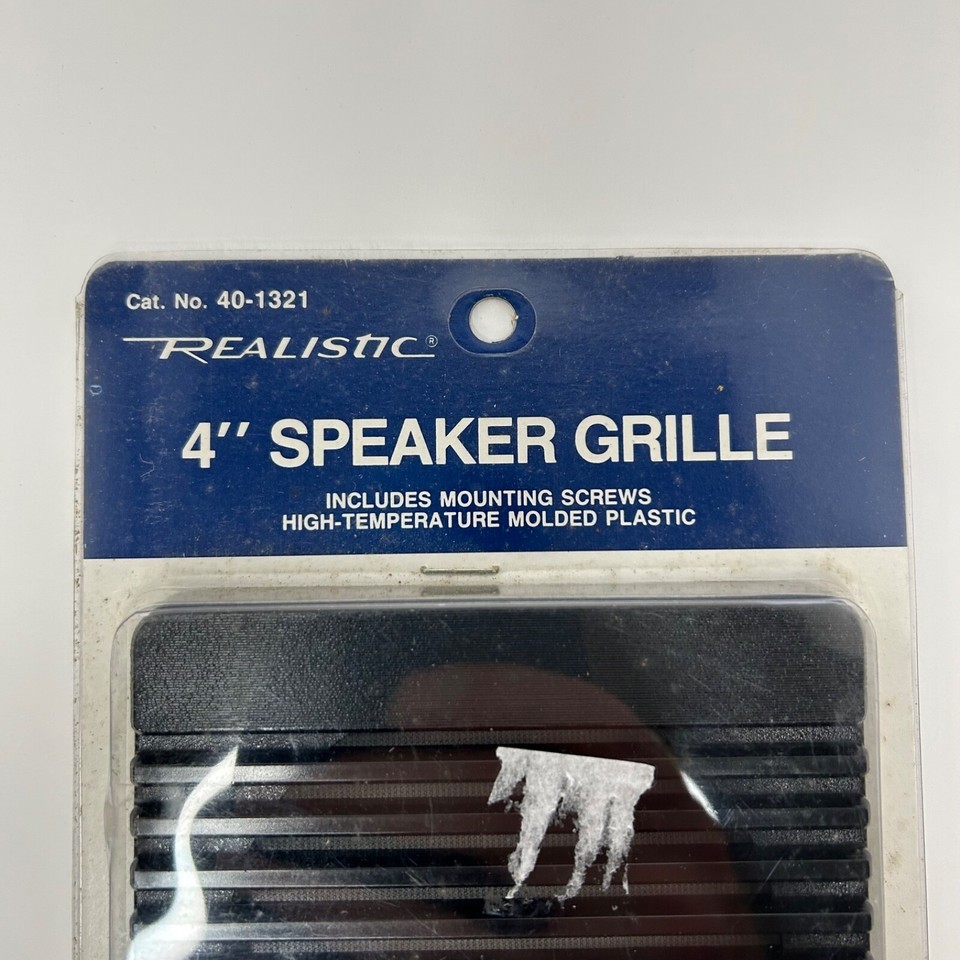 Cat. No. 40-1321
REALISTIC®
4'' SPEAKER GRILLE
INCLUDES MOUNTING SCREWS
HIGH-TEMPERATURE MOLDED PLASTIC